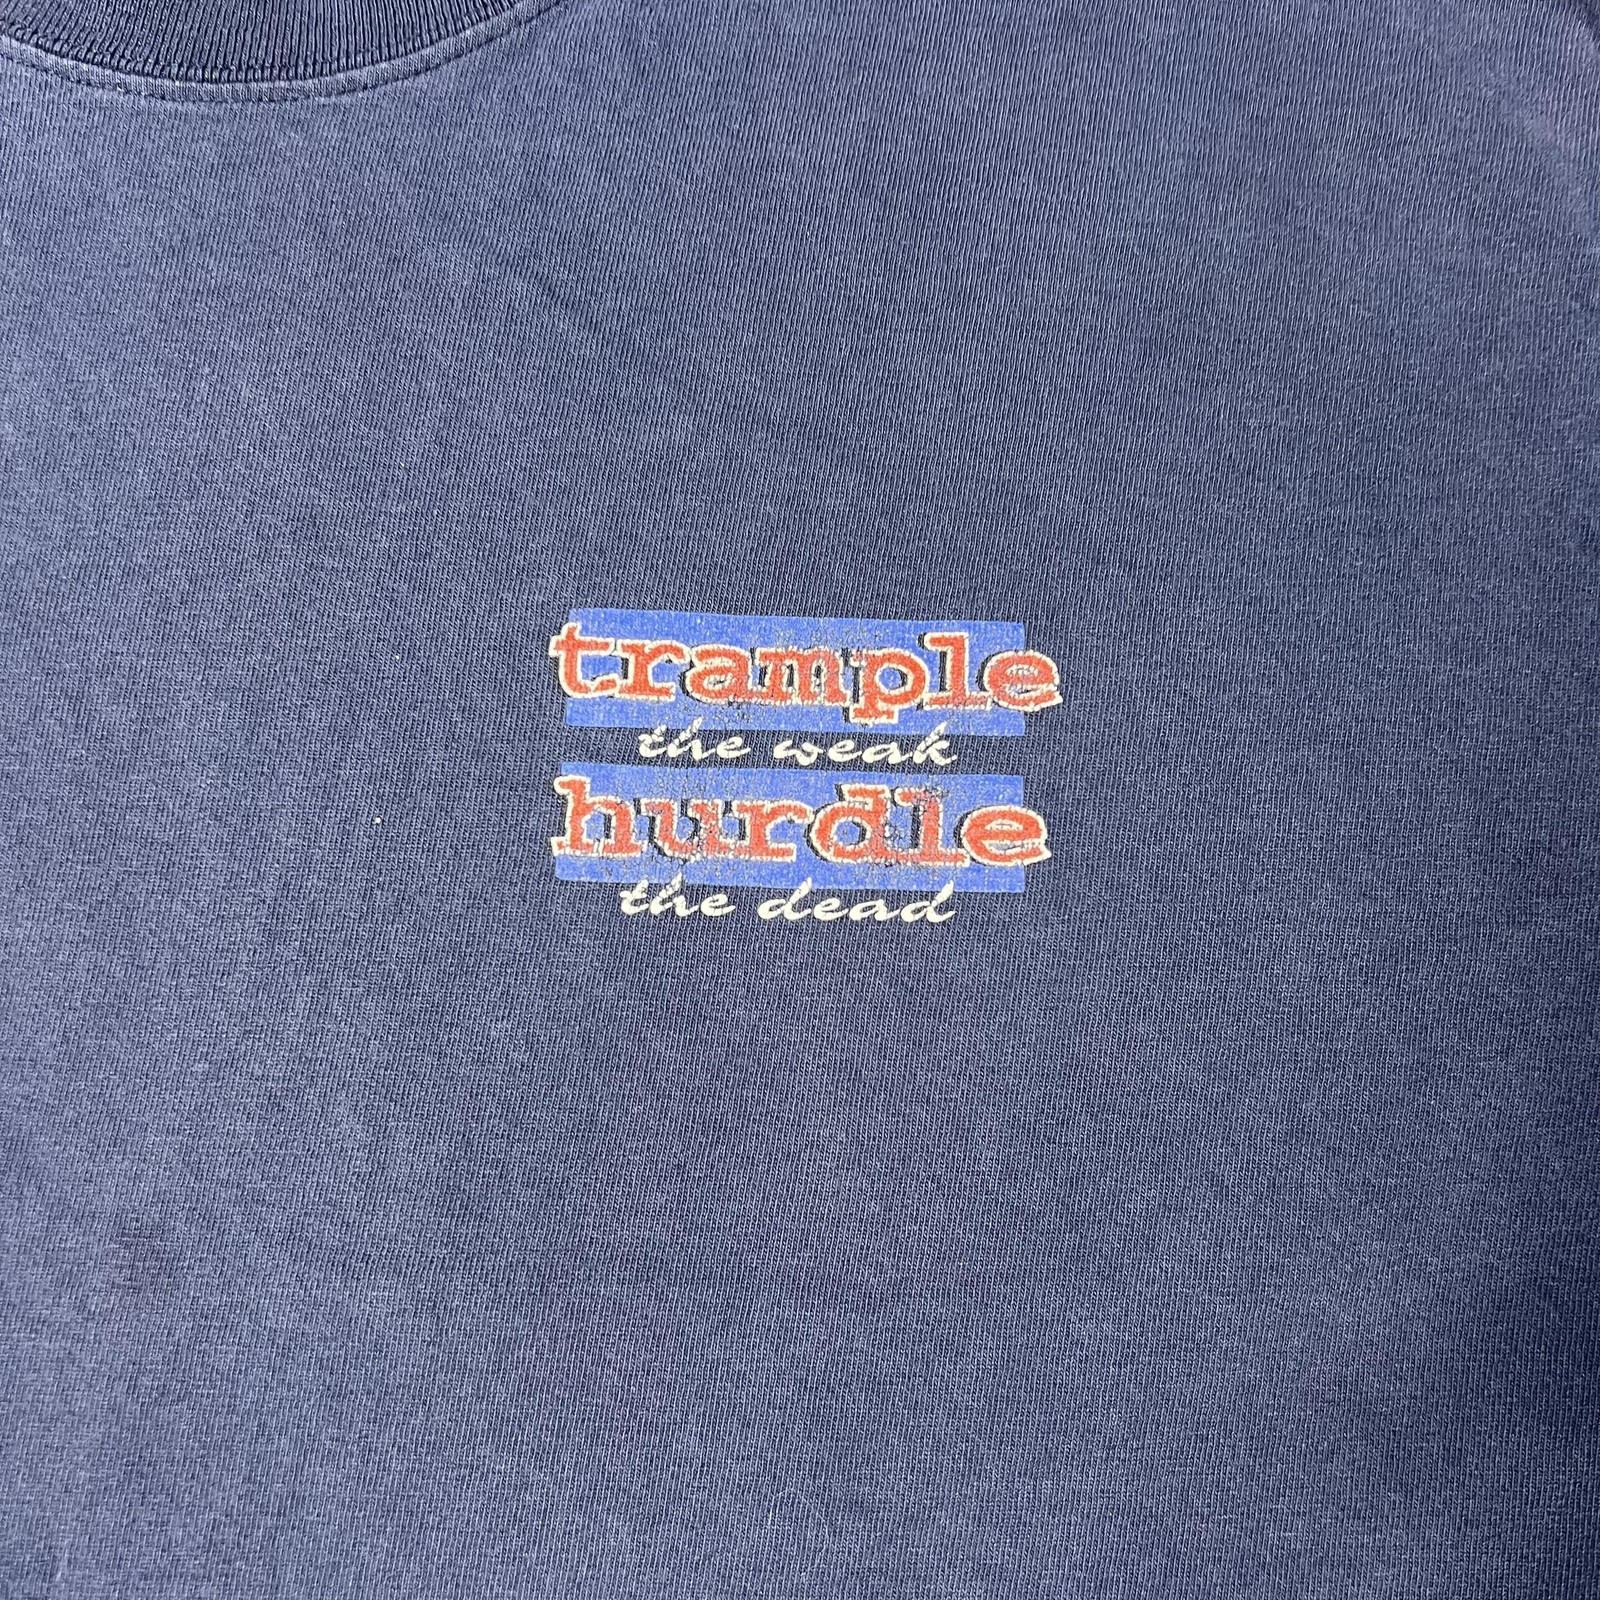 trample
the weak
hurdle
the dead